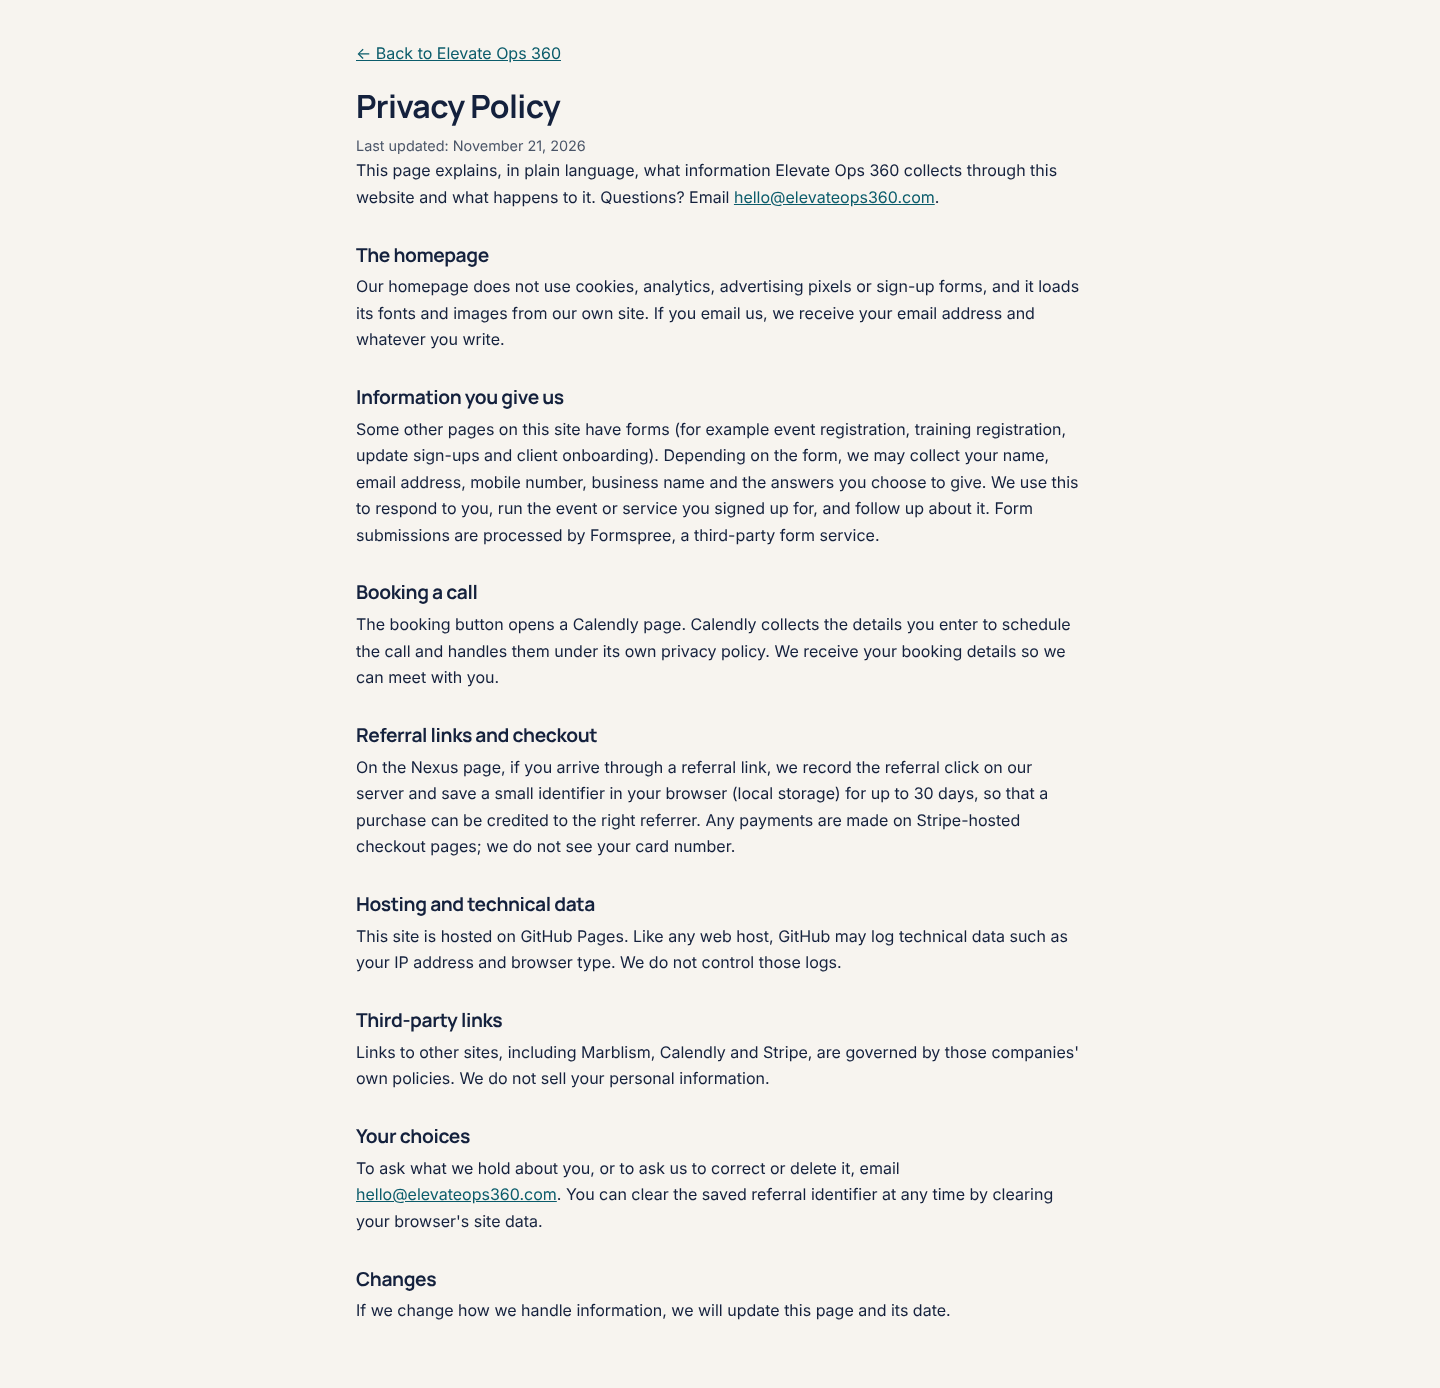 ← Back to Elevate Ops 360
Privacy Policy
Last updated: November 21, 2026
This page explains, in plain language, what information Elevate Ops 360 collects through this
website and what happens to it. Questions? Email hello@elevateops360.com.
The homepage
Our homepage does not use cookies, analytics, advertising pixels or sign-up forms, and it loads
its fonts and images from our own site. If you email us, we receive your email address and
whatever you write.
Information you give us
Some other pages on this site have forms (for example event registration, training registration,
update sign-ups and client onboarding). Depending on the form, we may collect your name,
email address, mobile number, business name and the answers you choose to give. We use this
to respond to you, run the event or service you signed up for, and follow up about it. Form
submissions are processed by Formspree, a third-party form service.
Booking a call
The booking button opens a Calendly page. Calendly collects the details you enter to schedule
the call and handles them under its own privacy policy. We receive your booking details so we
can meet with you.
Referral links and checkout
On the Nexus page, if you arrive through a referral link, we record the referral click on our
server and save a small identifier in your browser (local storage) for up to 30 days, so that a
purchase can be credited to the right referrer. Any payments are made on Stripe-hosted
checkout pages; we do not see your card number.
Hosting and technical data
This site is hosted on GitHub Pages. Like any web host, GitHub may log technical data such as
your IP address and browser type. We do not control those logs.
Third-party links
Links to other sites, including Marblism, Calendly and Stripe, are governed by those companies'
own policies. We do not sell your personal information.
Your choices
To ask what we hold about you, or to ask us to correct or delete it, email
hello@elevateops360.com. You can clear the saved referral identifier at any time by clearing
your browser's site data.
Changes
If we change how we handle information, we will update this page and its date.